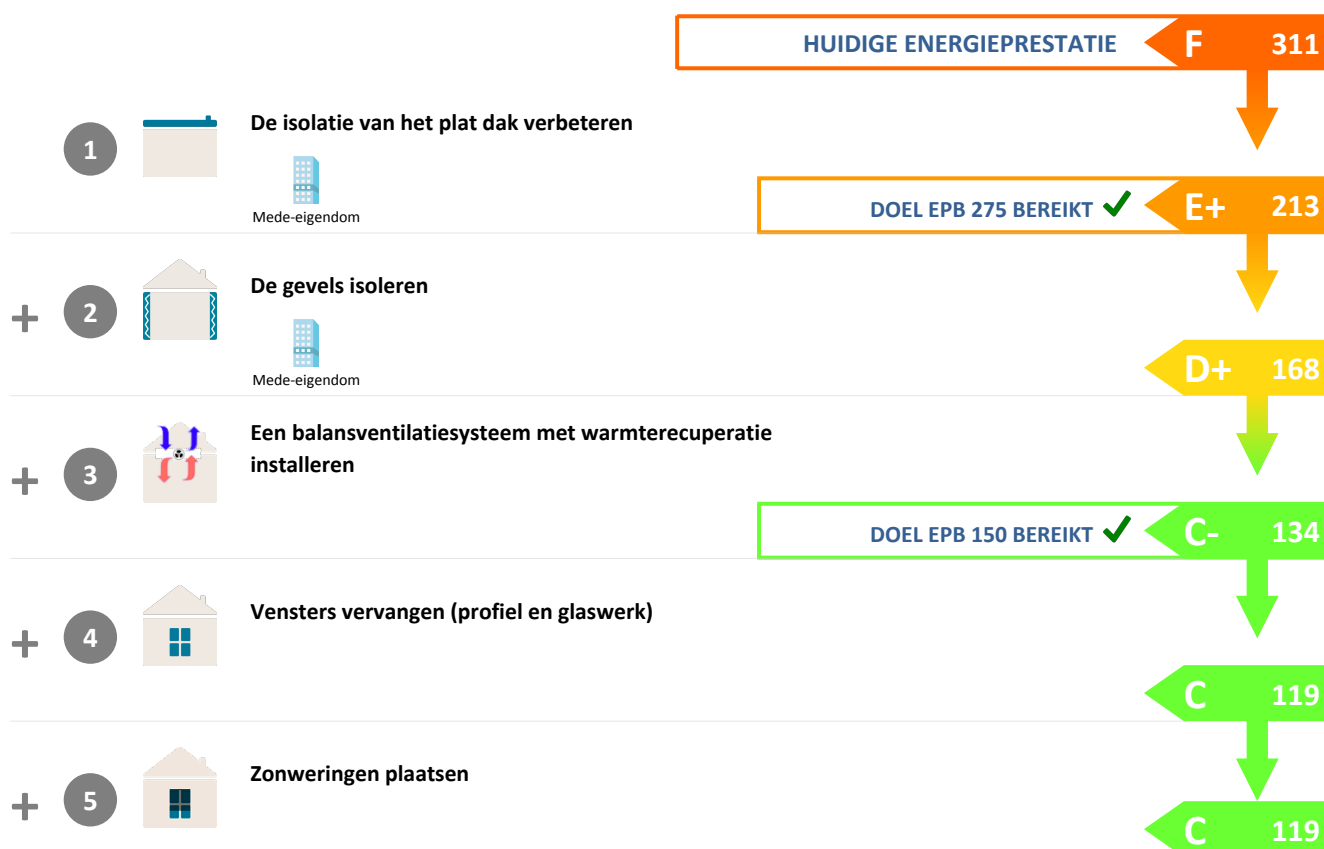 HUIDIGE ENERGIEPRESTATIE F 311
1 De isolatie van het plat dak verbeteren
Mede-eigendom
DOEL EPB 275 BEREIKT ✔ E+ 213
+ 2 De gevels isoleren
Mede-eigendom
D+ 168
+ 3 Een balansventilatiesysteem met warmterecuperatie
installeren
DOEL EPB 150 BEREIKT ✔ C- 134
+ 4 Vensters vervangen (profiel en glaswerk)
C 119
+ 5 Zonweringen plaatsen
C 119